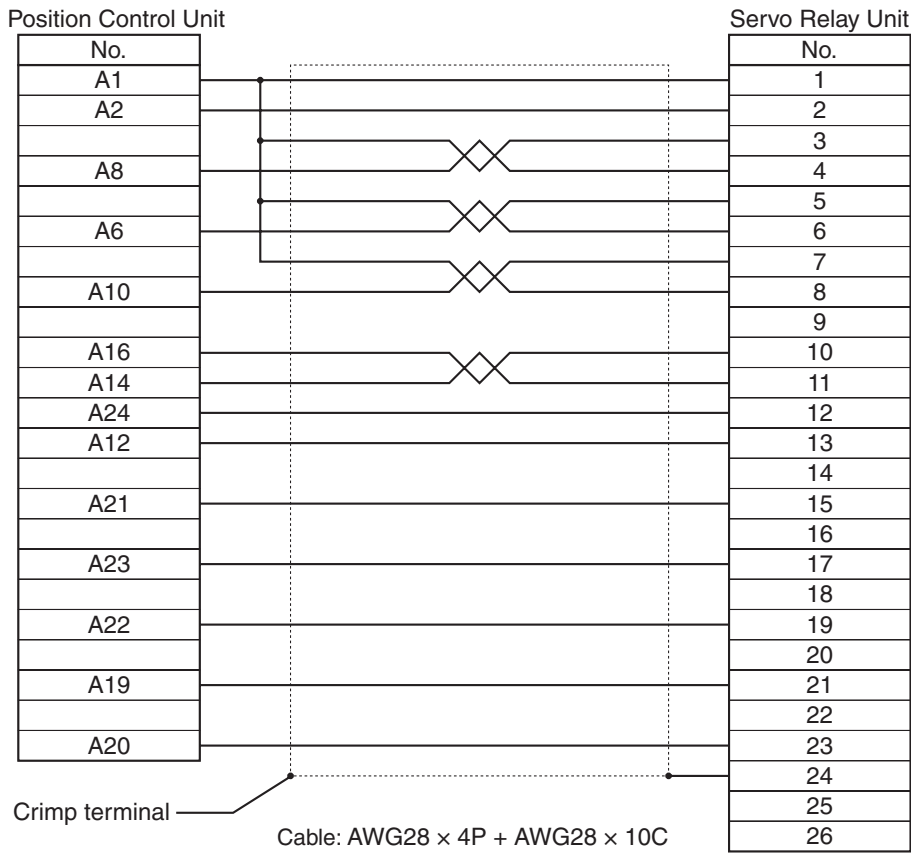 Position Control Unit Servo Relay Unit
No. No.
A1 1
A2 2
3
A8 4
5
A6 6
7
A10 8
9
A16 10
A14 11
A24 12
A12 13
14
A21 15
16
A23 17
18
A22 19
20
A19 21
22
A20 23
24
Crimp terminal 25
Cable: AWG28 × 4P + AWG28 × 10C 26